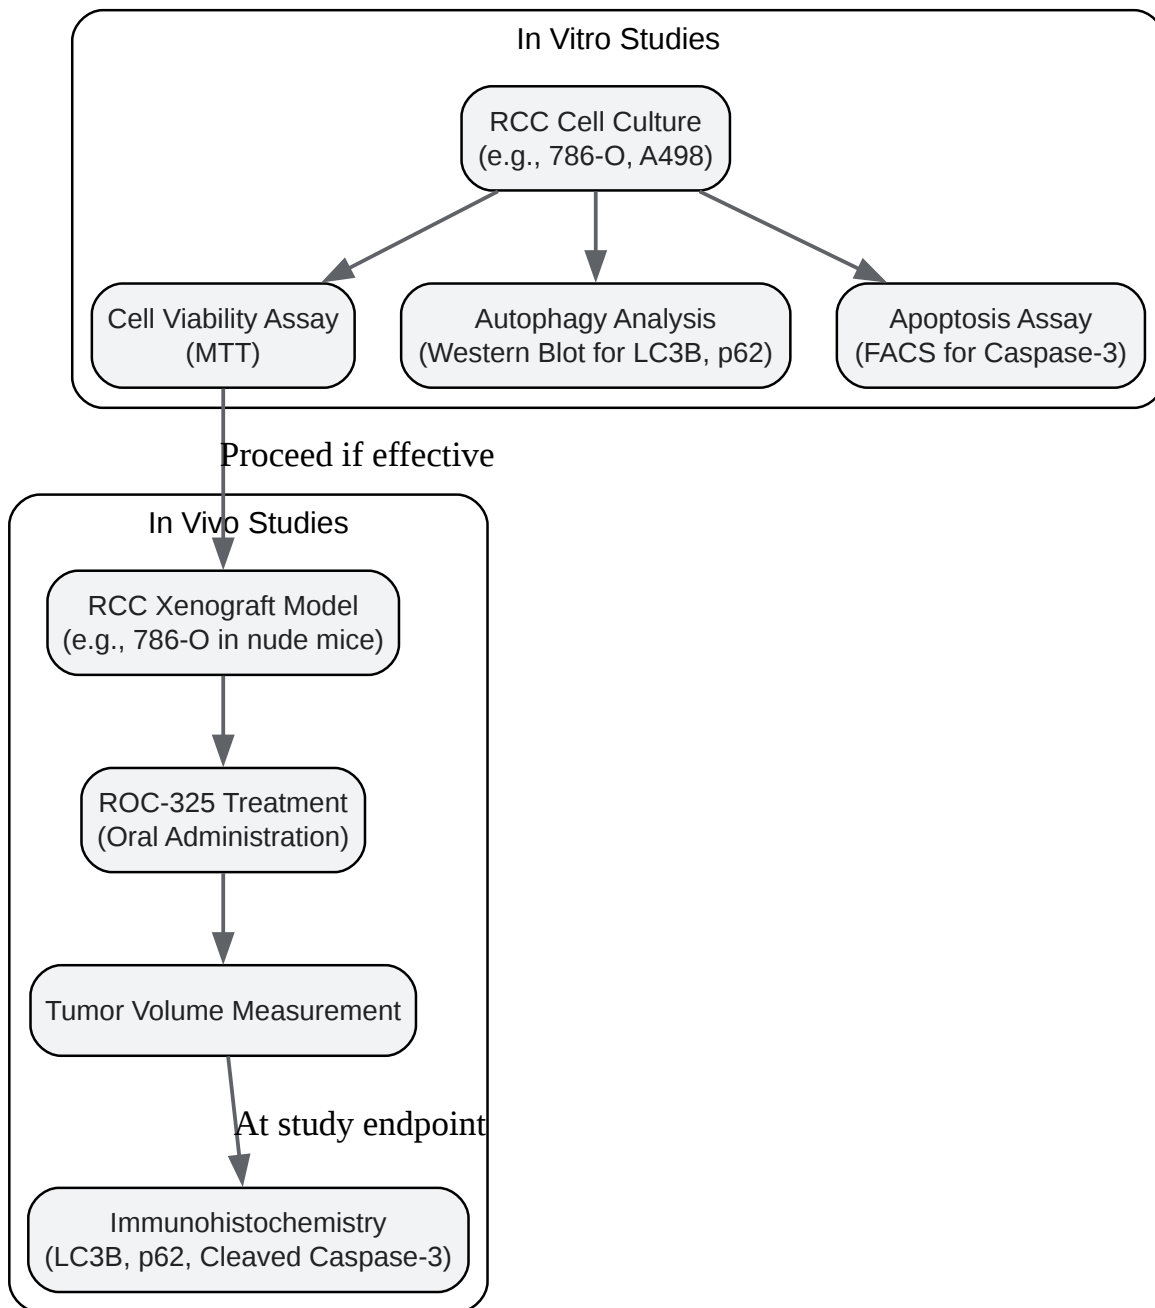 In Vitro Studies
RCC Cell Culture
(e.g., 786-O, A498)
Cell Viability Assay
(MTT)
Autophagy Analysis
(Western Blot for LC3B, p62)
Apoptosis Assay
(FACS for Caspase-3)
Proceed if effective
In Vivo Studies
RCC Xenograft Model
(e.g., 786-O in nude mice)
ROC-325 Treatment
(Oral Administration)
Tumor Volume Measurement
At study endpoint
Immunohistochemistry
(LC3B, p62, Cleaved Caspase-3)